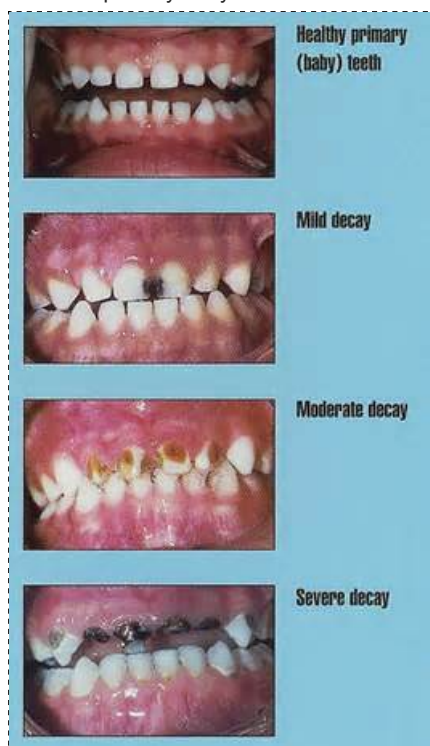 Healthy primary
(baby) teeth
Mild decay
Moderate decay
Severe decay